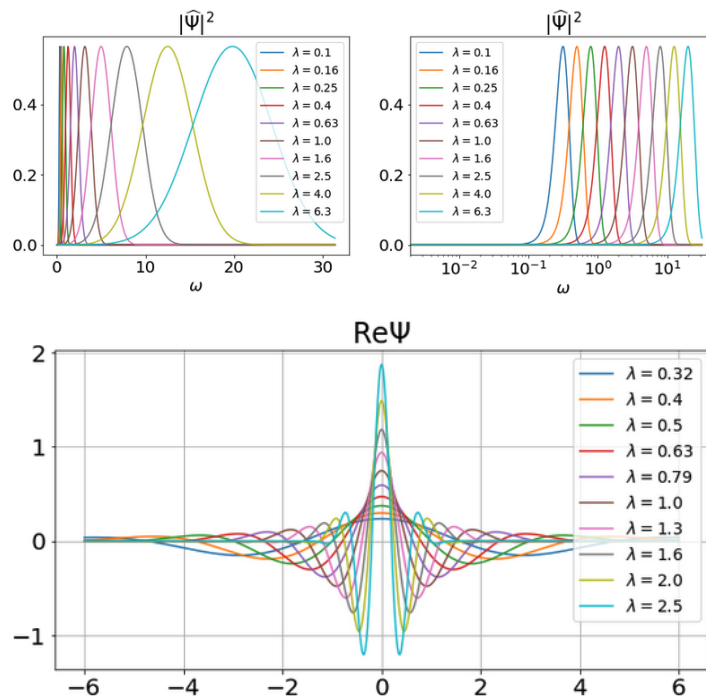 |Ψ̂|²
0.4
0.2
0.0
λ = 0.1
λ = 0.16
λ = 0.25
λ = 0.4
λ = 0.63
λ = 1.0
λ = 1.6
λ = 2.5
λ = 4.0
λ = 6.3
0 10 20 30
ω
|Ψ̂|²
0.4
0.2
0.0
λ = 0.1
λ = 0.16
λ = 0.25
λ = 0.4
λ = 0.63
λ = 1.0
λ = 1.6
λ = 2.5
λ = 4.0
λ = 6.3
10⁻² 10⁻¹ 10⁰ 10¹
ω
ReΨ
2
1
0
−1
λ = 0.32
λ = 0.4
λ = 0.5
λ = 0.63
λ = 0.79
λ = 1.0
λ = 1.3
λ = 1.6
λ = 2.0
λ = 2.5
−6 −4 −2 0 2 4 6